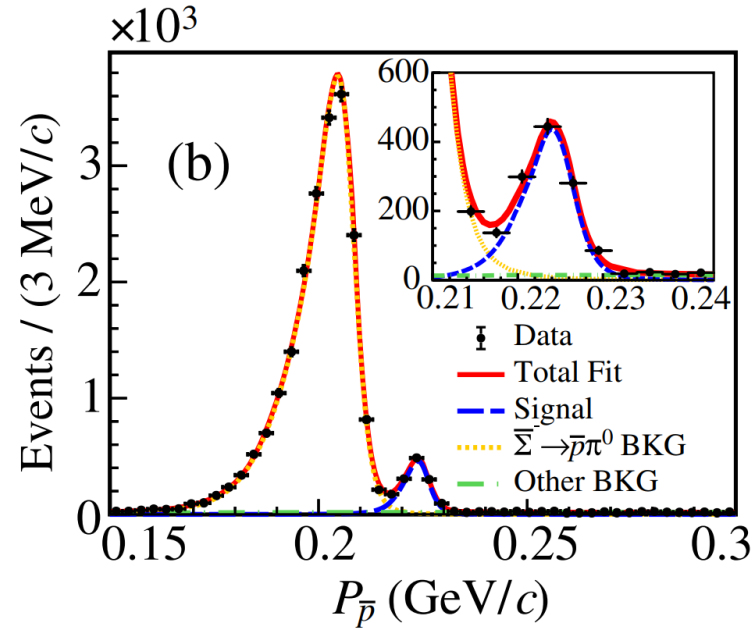 ×10³
Events / (3 MeV/c)
3
2
1
0
(b)
600
400
200
0
0.21 0.22 0.23 0.24
Data
Total Fit
Signal
Σ̅⁻→p̅π⁰ BKG
Other BKG
0.15 0.2 0.25 0.3
P_p̅ (GeV/c)